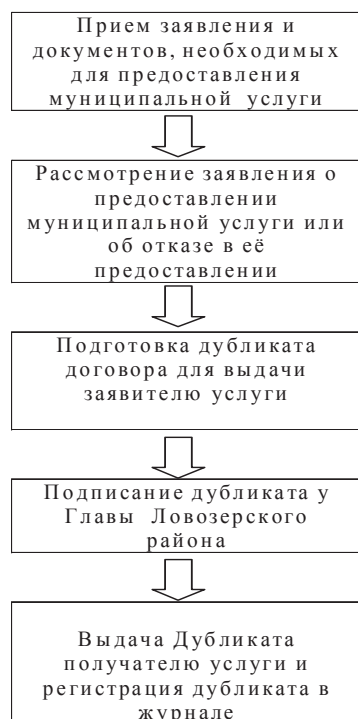 Прием заявления и
документов, необходимых
для предоставления
муниципальной услуги
Рассмотрение заявления о
предоставлении
муниципальной услуги или
об отказе в её
предоставлении
Подготовка дубликата
договора для выдачи
заявителю услуги
Подписание дубликата у
Главы Ловозерского
района
Выдача Дубликата
получателю услуги и
регистрация дубликата в
журнале